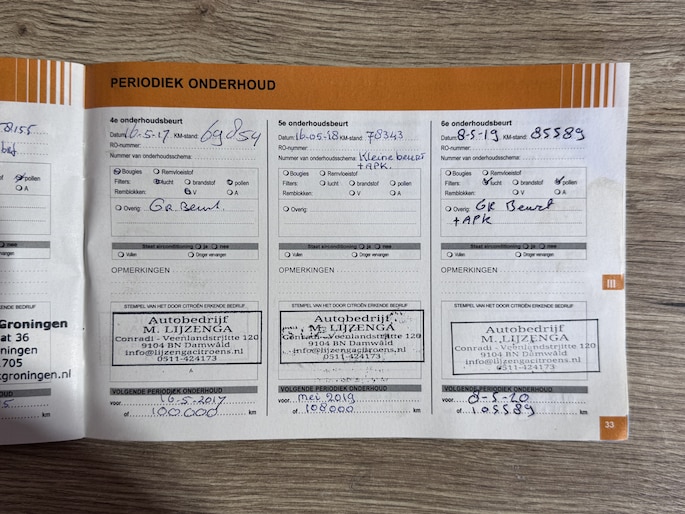 PERIODIEK ONDERHOUD
8155
Groningen
at 36
ningen
1705
groningen.nl
4e onderhoudsbeurt
Datum: 16-5-17 KM-stand: 69854
RO-nummer:
Nummer van onderhoudsschema:
Bougies Remvloeistof
Filters: lucht brandstof pollen
Remblokken: V A
Overig: Gr. Beurt.
Staat airconditioning ja nee
Vullen Droger vervangen
OPMERKINGEN
STEMPEL VAN HET DOOR CITROËN ERKENDE BEDRIJF
Autobedrijf
M. LIJZENGA
Conradi - Veenlandstrjitte 120
9104 BN Damwâld
info@lijzengacitroens.nl
0511-424173
VOLGENDE PERIODIEK ONDERHOUD
voor 16-5-2017
of 100.000 km
5e onderhoudsbeurt
Datum: 16-05-18 KM-stand: 78343
RO-nummer:
Nummer van onderhoudsschema: Kleine beurt
+ APK.
Bougies Remvloeistof
Filters: lucht brandstof pollen
Remblokken: V A
Overig:
Staat airconditioning ja nee
Vullen Droger vervangen
OPMERKINGEN
STEMPEL VAN HET DOOR CITROËN ERKENDE BEDRIJF
Autobedrijf
M. LIJZENGA
Conradi - Veenlandstrjitte 120
9104 BN Damwâld
info@lijzengacitroens.nl
0511-424173
VOLGENDE PERIODIEK ONDERHOUD
voor mei 2019
of 108000 km
6e onderhoudsbeurt
Datum: 8-5-19 KM-stand: 85589
RO-nummer:
Nummer van onderhoudsschema:
Bougies Remvloeistof
Filters: lucht brandstof pollen
Remblokken: V A
Overig: GR Beurt
+ APK
Staat airconditioning ja nee
Vullen Droger vervangen
OPMERKINGEN
STEMPEL VAN HET DOOR CITROËN ERKENDE BEDRIJF
Autobedrijf
M. LIJZENGA
Conradi - Veenlandstrjitte 120
9104 BN Damwâld
info@lijzengacitroens.nl
0511-424173
VOLGENDE PERIODIEK ONDERHOUD
voor 8-5-20
of 105589 km
III
33